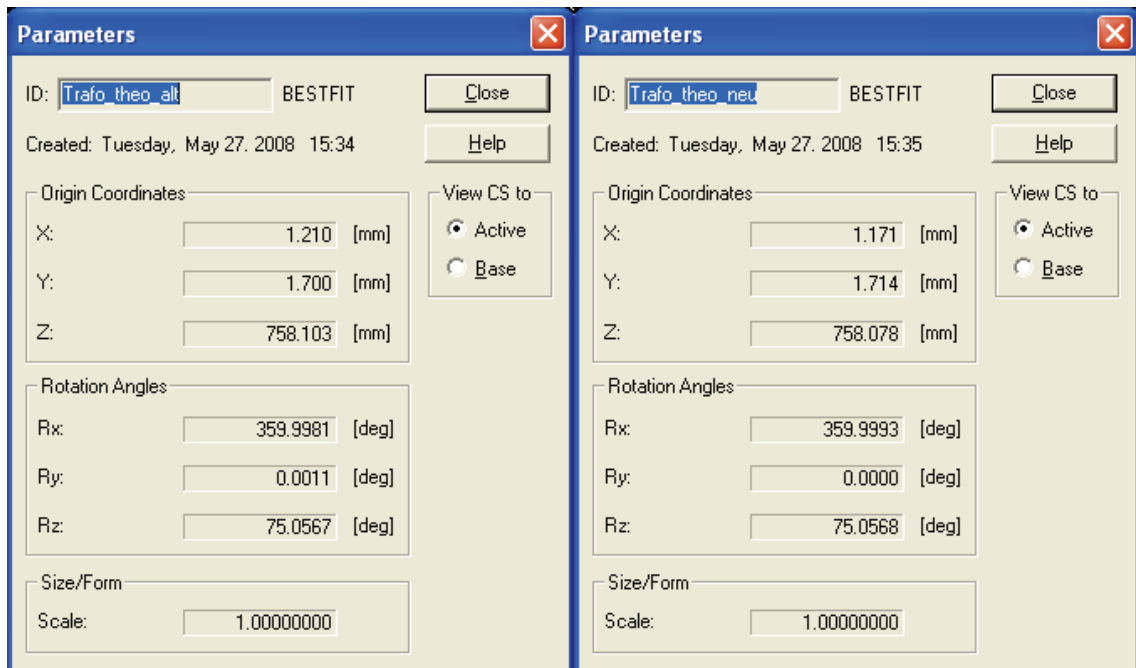 Parameters
ID: Trafo_theo_alt BESTFIT Close
Created: Tuesday, May 27. 2008 15:34 Help
Origin Coordinates View CS to
X: 1.210 [mm] Active
Y: 1.700 [mm] Base
Z: 758.103 [mm]
Rotation Angles
Rx: 359.9981 [deg]
Ry: 0.0011 [deg]
Rz: 75.0567 [deg]
Size/Form
Scale: 1.00000000
Parameters
ID: Trafo_theo_neu BESTFIT Close
Created: Tuesday, May 27. 2008 15:35 Help
Origin Coordinates View CS to
X: 1.171 [mm] Active
Y: 1.714 [mm] Base
Z: 758.078 [mm]
Rotation Angles
Rx: 359.9993 [deg]
Ry: 0.0000 [deg]
Rz: 75.0568 [deg]
Size/Form
Scale: 1.00000000